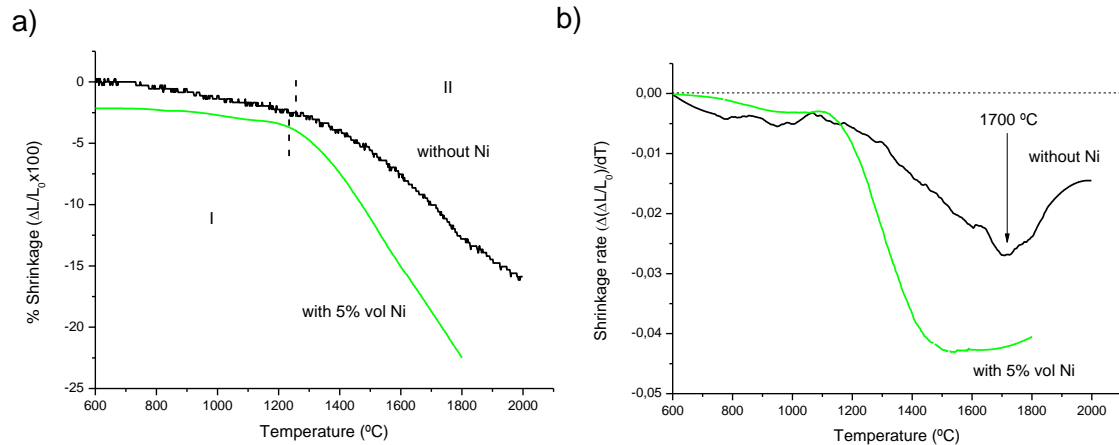 a)
% Shrinkage (ΔL/L₀x100)
0
-5
-10
-15
-20
-25
600
800
1000
1200
1400
1600
1800
2000
Temperature (ºC)
I
II
without Ni
with 5% vol Ni
b)
Shrinkage rate (Δ(ΔL/L₀)/dT)
0,00
-0,01
-0,02
-0,03
-0,04
-0,05
600
800
1000
1200
1400
1600
1800
2000
Temperature (ºC)
1700 ºC
without Ni
with 5% vol Ni